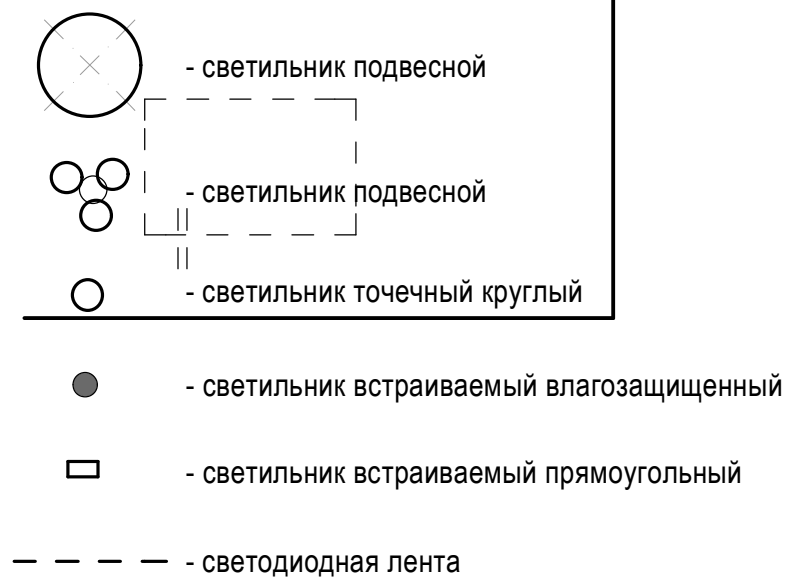 - светильник подвесной
- светильник подвесной
- светильник точечный круглый
- светильник встраиваемый влагозащищенный
- светильник встраиваемый прямоугольный
- светодиодная лента